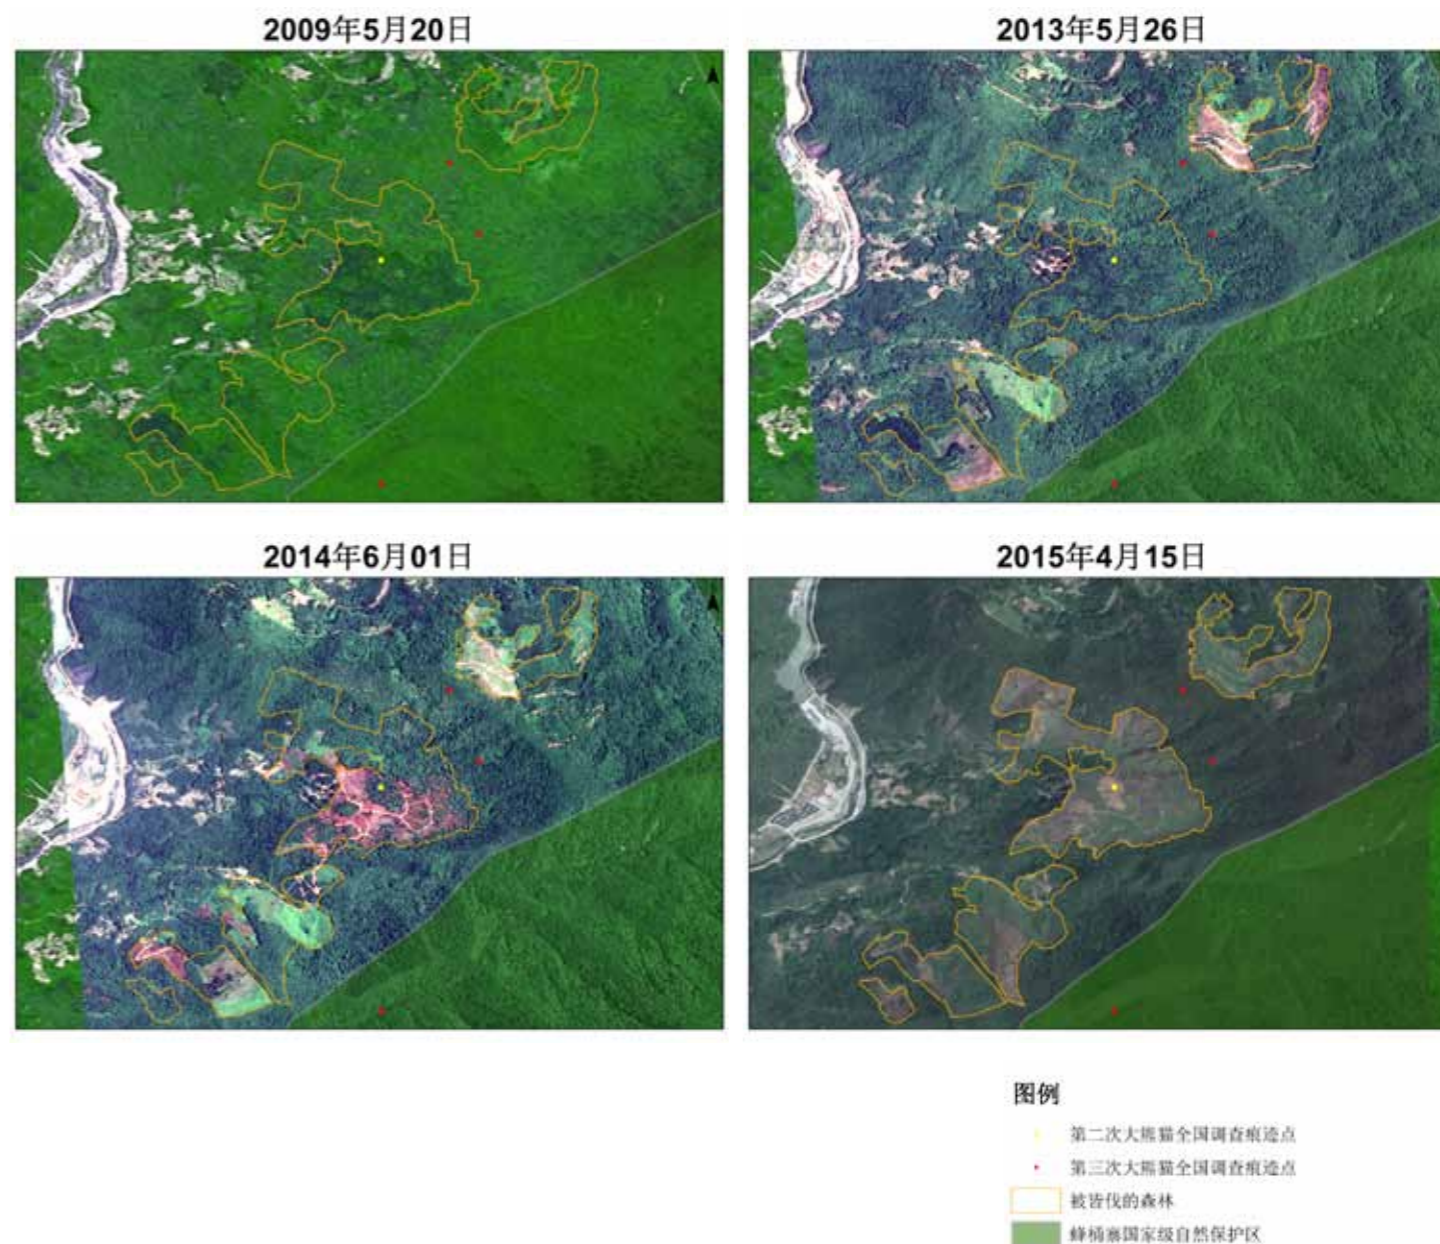 2009年5月20日
2013年5月26日
2014年6月01日
2015年4月15日
图例
第二次大熊猫全国调查痕迹点
第三次大熊猫全国调查痕迹点
被皆伐的森林
蜂桶寨国家级自然保护区